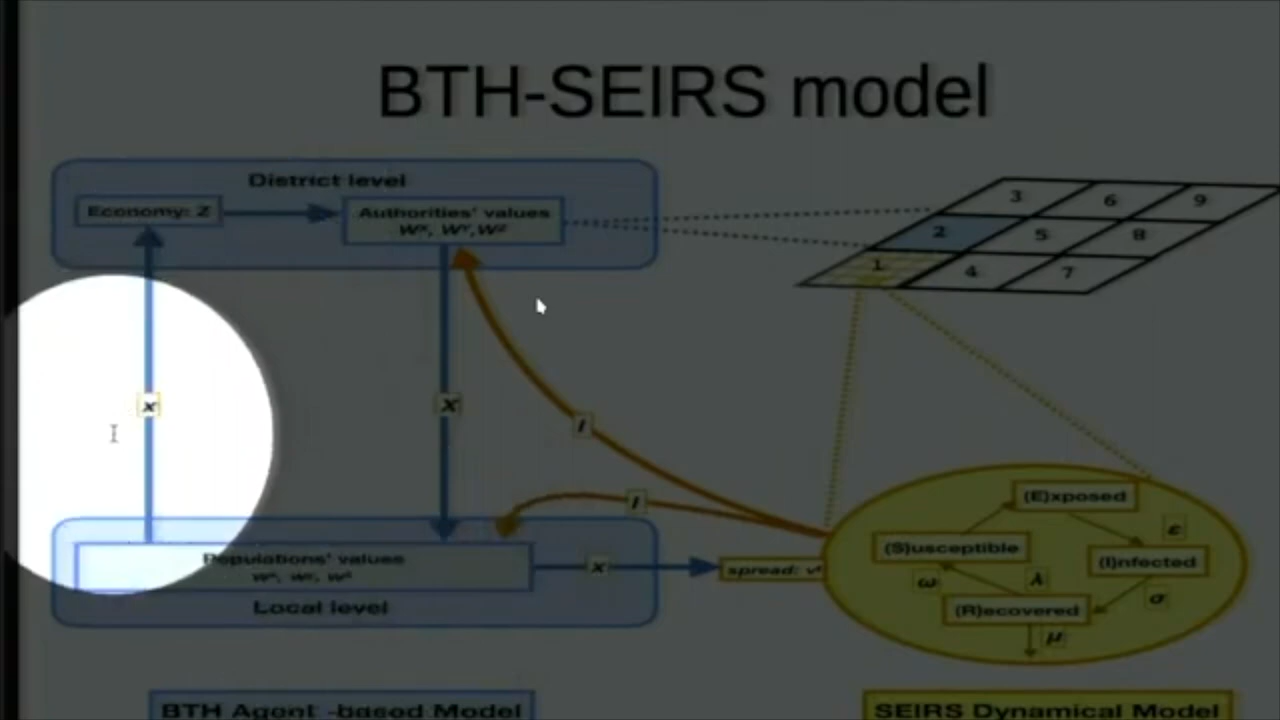 BTH-SEIRS model
District level
Economy: Z
Authorities' values
3 6 9
2 5 8
1 4 7
x
X
I
I
(E)xposed
(S)usceptible
ε
(I)nfected
Populations' values
x
spread:
ω
λ
σ
(R)ecovered
Local level
μ
BTH Agent -based Model
SEIRS Dynamical Model